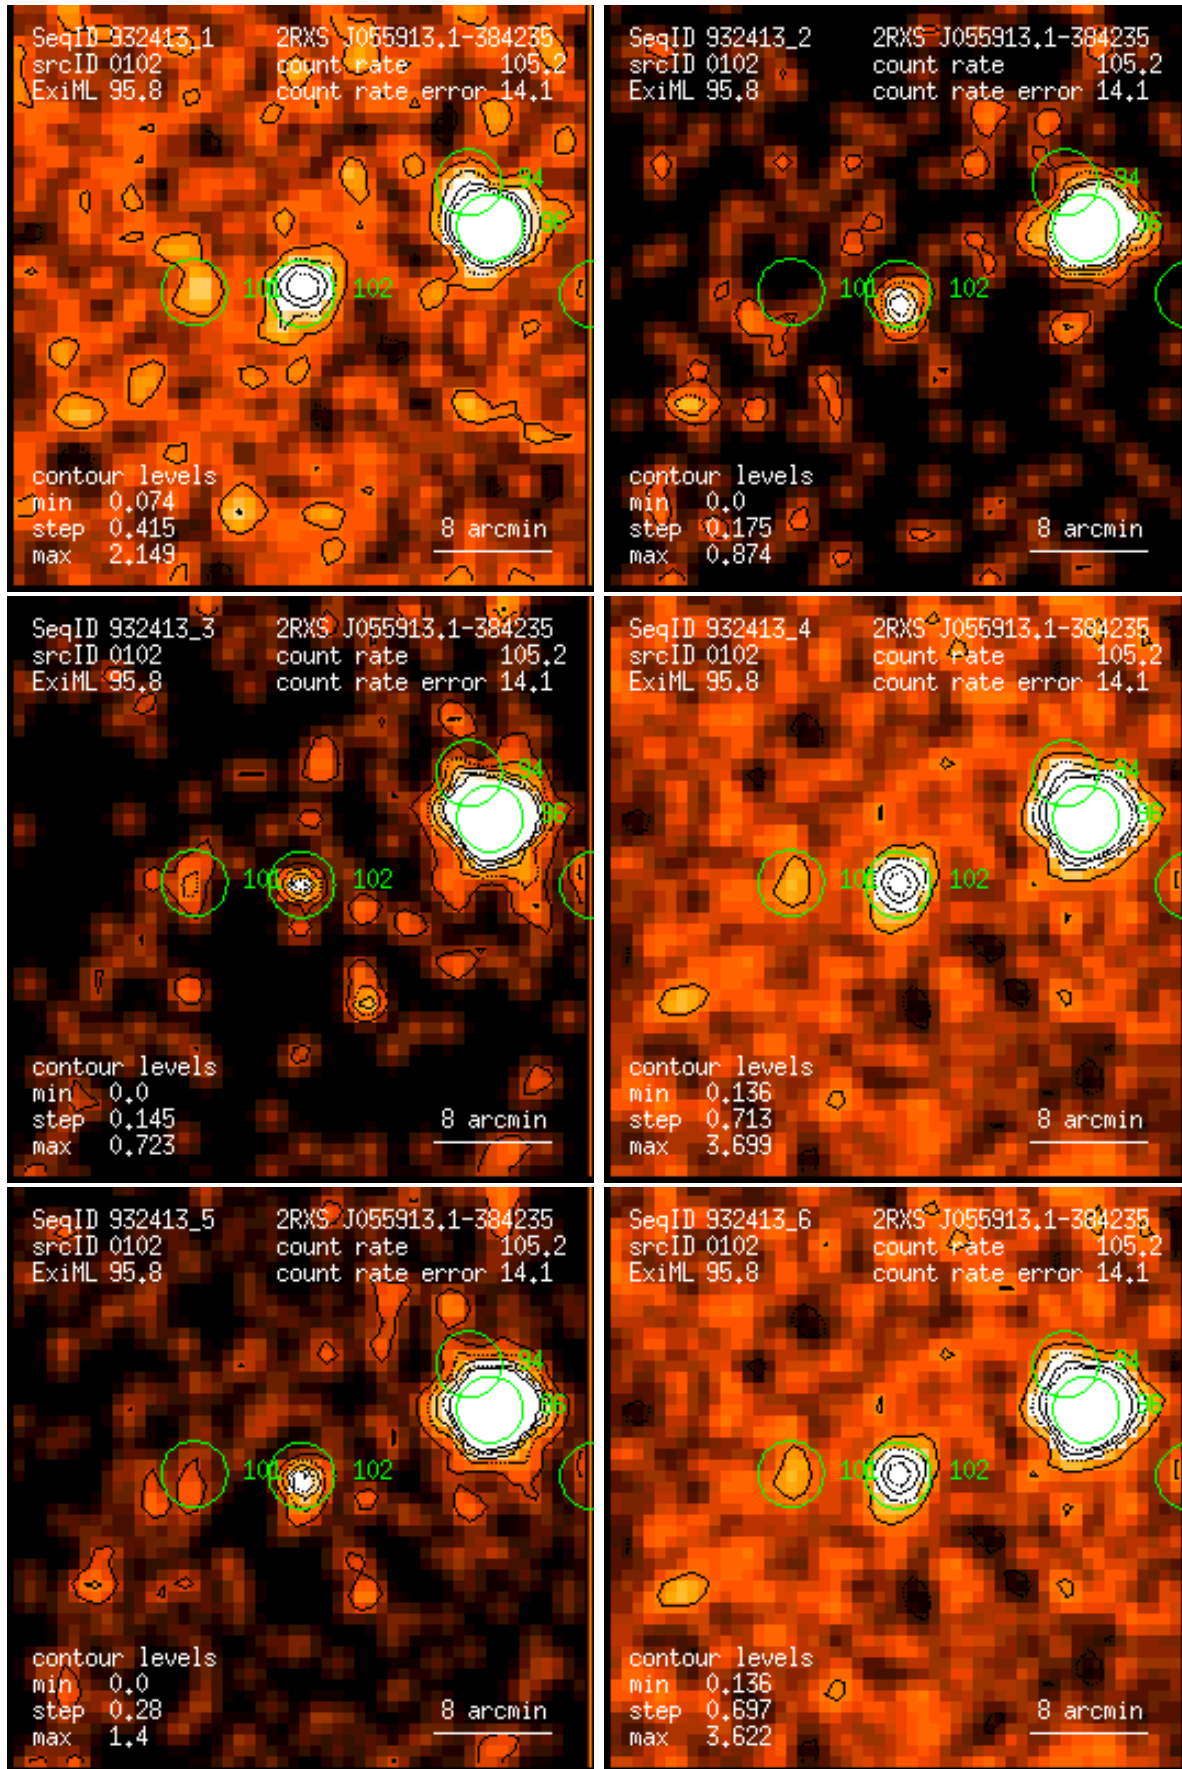 SeqID 932413_1 2RXS J055913.1-384235
srcID 0102 count rate 105.2
ExiML 95.8 count rate error 14.1
94
96
101 102
contour levels
min 0.074
step 0.415 8 arcmin
max 2.149
SeqID 932413_2 2RXS J055913.1-384235
srcID 0102 count rate 105.2
ExiML 95.8 count rate error 14.1
94
96
101 102
contour levels
min 0.0
step 0.175 8 arcmin
max 0.874
SeqID 932413_3 2RXS J055913.1-384235
srcID 0102 count rate 105.2
ExiML 95.8 count rate error 14.1
94
96
101 102
contour levels
min 0.0
step 0.145 8 arcmin
max 0.723
SeqID 932413_4 2RXS J055913.1-384235
srcID 0102 count rate 105.2
ExiML 95.8 count rate error 14.1
94
96
101 102
contour levels
min 0.136
step 0.713 8 arcmin
max 3.699
SeqID 932413_5 2RXS J055913.1-384235
srcID 0102 count rate 105.2
ExiML 95.8 count rate error 14.1
94
96
101 102
contour levels
min 0.0
step 0.28 8 arcmin
max 1.4
SeqID 932413_6 2RXS J055913.1-384235
srcID 0102 count rate 105.2
ExiML 95.8 count rate error 14.1
94
96
101 102
contour levels
min 0.136
step 0.697 8 arcmin
max 3.622